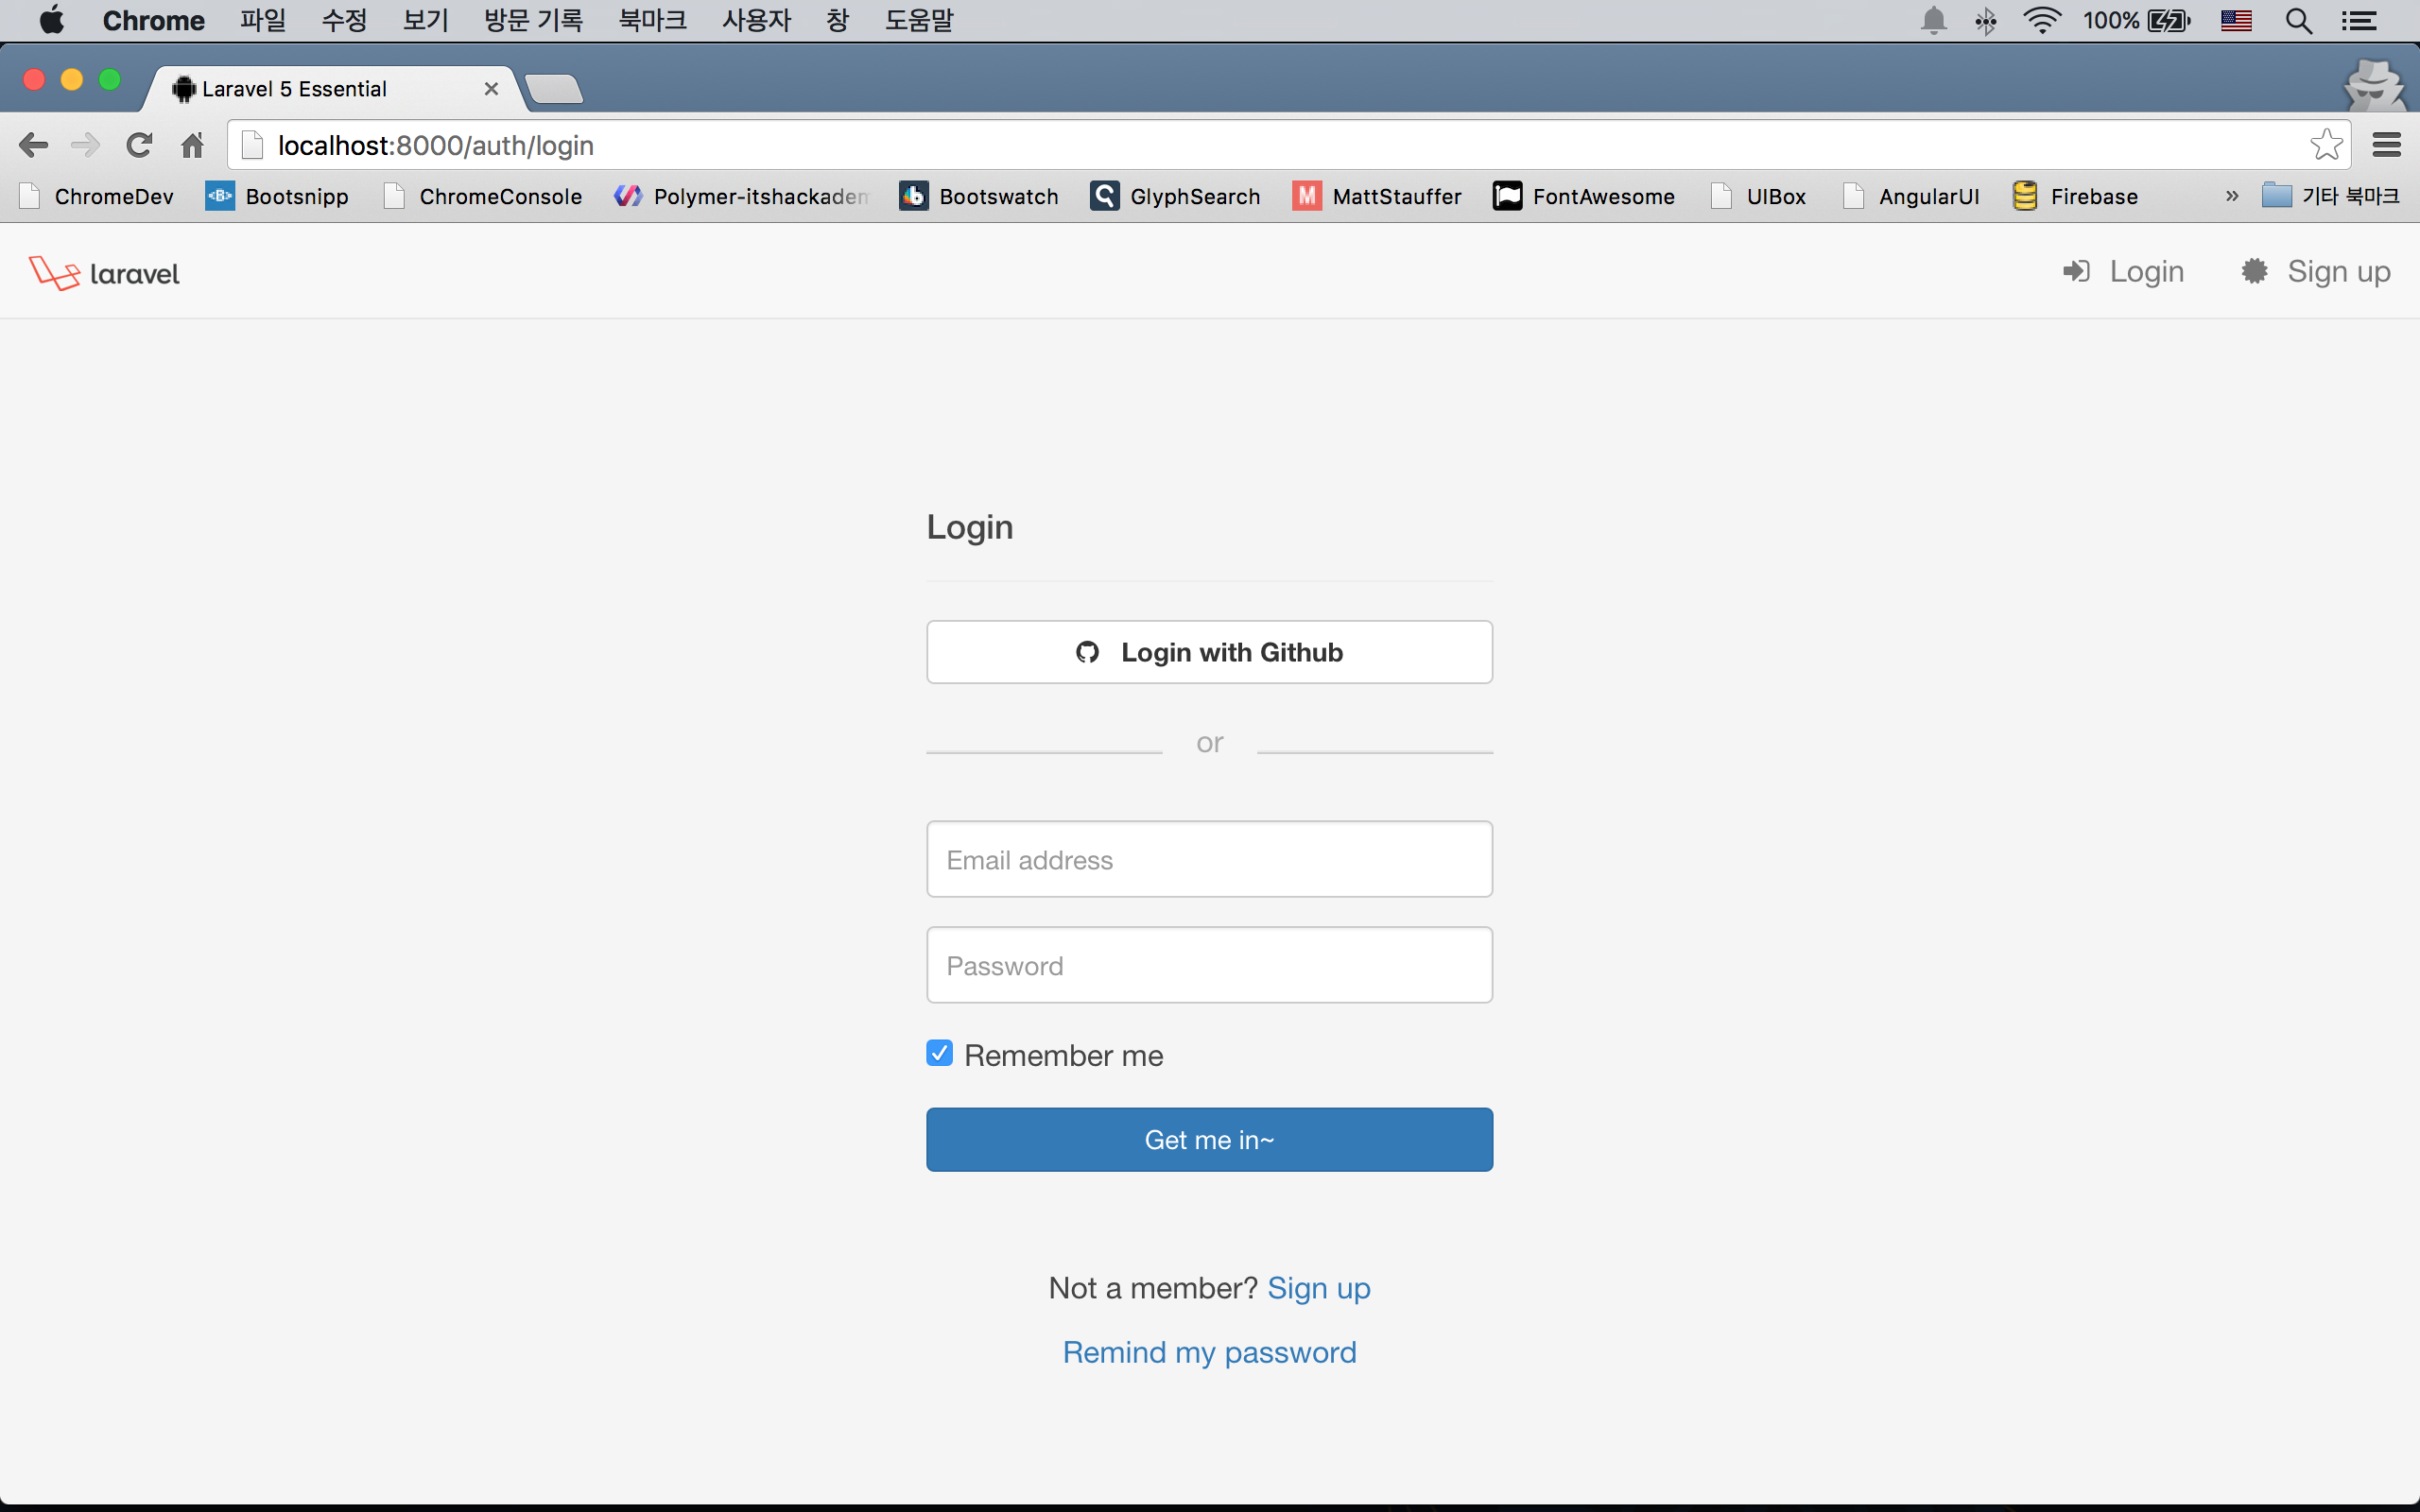 Chrome 파일 수정 보기 방문 기록 북마크 사용자 창 도움말 100%
Laravel 5 Essential
localhost:8000/auth/login
ChromeDev Bootsnipp ChromeConsole Polymer-itshackadem Bootswatch GlyphSearch MattStauffer FontAwesome UIBox AngularUI Firebase » 기타 북마크
laravel Login Sign up
Login
Login with Github
or
Email address
Password
Remember me
Get me in~
Not a member? Sign up
Remind my password